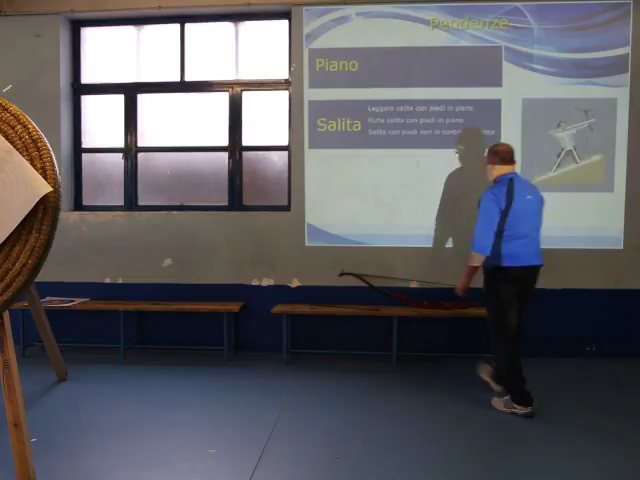 Pendenze
Piano
Leggera salita con piedi in piano
Salita
Forte salita con piedi in piano
Salita con piedi non in